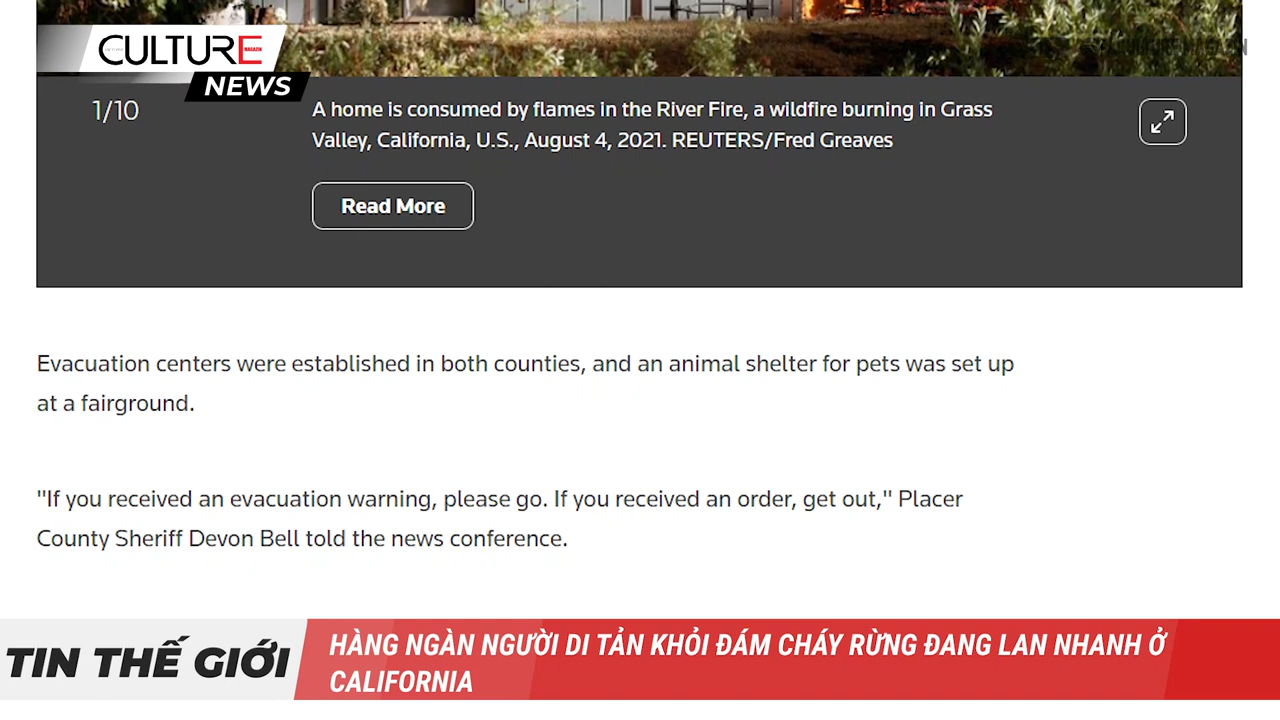 CULTURE
MAGAZIN
NEWS
1/10
A home is consumed by flames in the River Fire, a wildfire burning in Grass
Valley, California, U.S., August 4, 2021. REUTERS/Fred Greaves
Read More
Evacuation centers were established in both counties, and an animal shelter for pets was set up
at a fairground.
"If you received an evacuation warning, please go. If you received an order, get out," Placer
County Sheriff Devon Bell told the news conference.
TIN THẾ GIỚI
HÀNG NGÀN NGƯỜI DI TẢN KHỎI ĐÁM CHÁY RỪNG ĐANG LAN NHANH Ở
CALIFORNIA